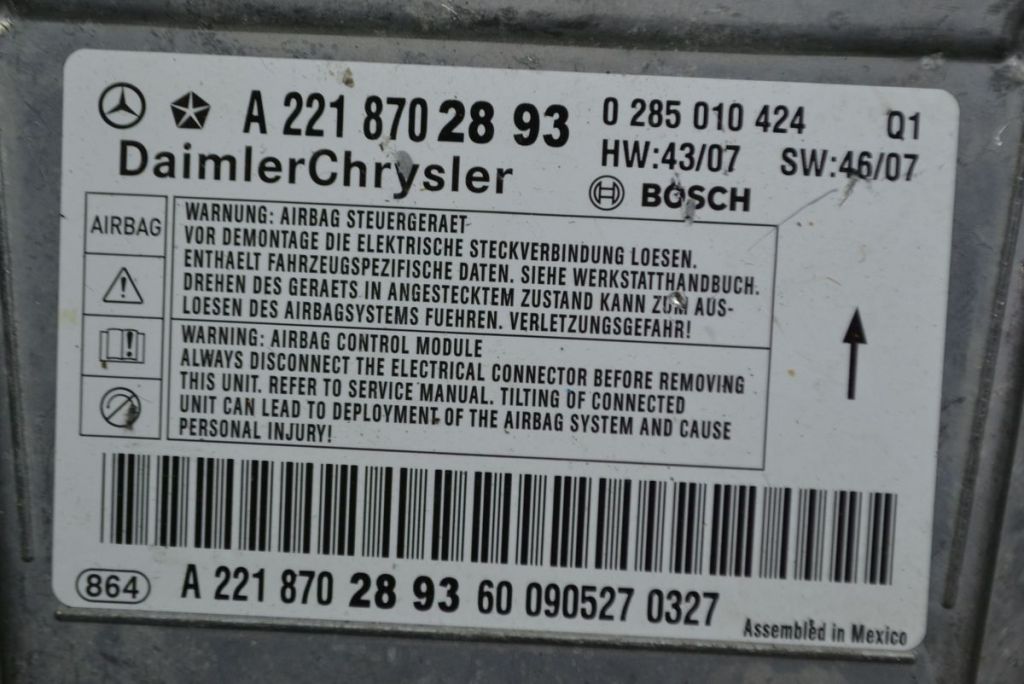 A 221 870 28 93 0 285 010 424 Q1
HW:43/07 SW:46/07
DaimlerChrysler
BOSCH
AIRBAG
WARNUNG: AIRBAG STEUERGERAET
VOR DEMONTAGE DIE ELEKTRISCHE STECKVERBINDUNG LOESEN.
ENTHAELT FAHRZEUGSPEZIFISCHE DATEN. SIEHE WERKSTATTHANDBUCH.
DREHEN DES GERAETS IN ANGESTECKTEM ZUSTAND KANN ZUM AUS-
LOESEN DES AIRBAGSYSTEMS FUEHREN. VERLETZUNGSGEFAHR!
WARNING: AIRBAG CONTROL MODULE
ALWAYS DISCONNECT THE ELECTRICAL CONNECTOR BEFORE REMOVING
THIS UNIT. REFER TO SERVICE MANUAL. TILTING OF CONNECTED
UNIT CAN LEAD TO DEPLOYMENT OF THE AIRBAG SYSTEM AND CAUSE
PERSONAL INJURY!
864 A 221 870 28 93 60 090527 0327
Assembled in Mexico